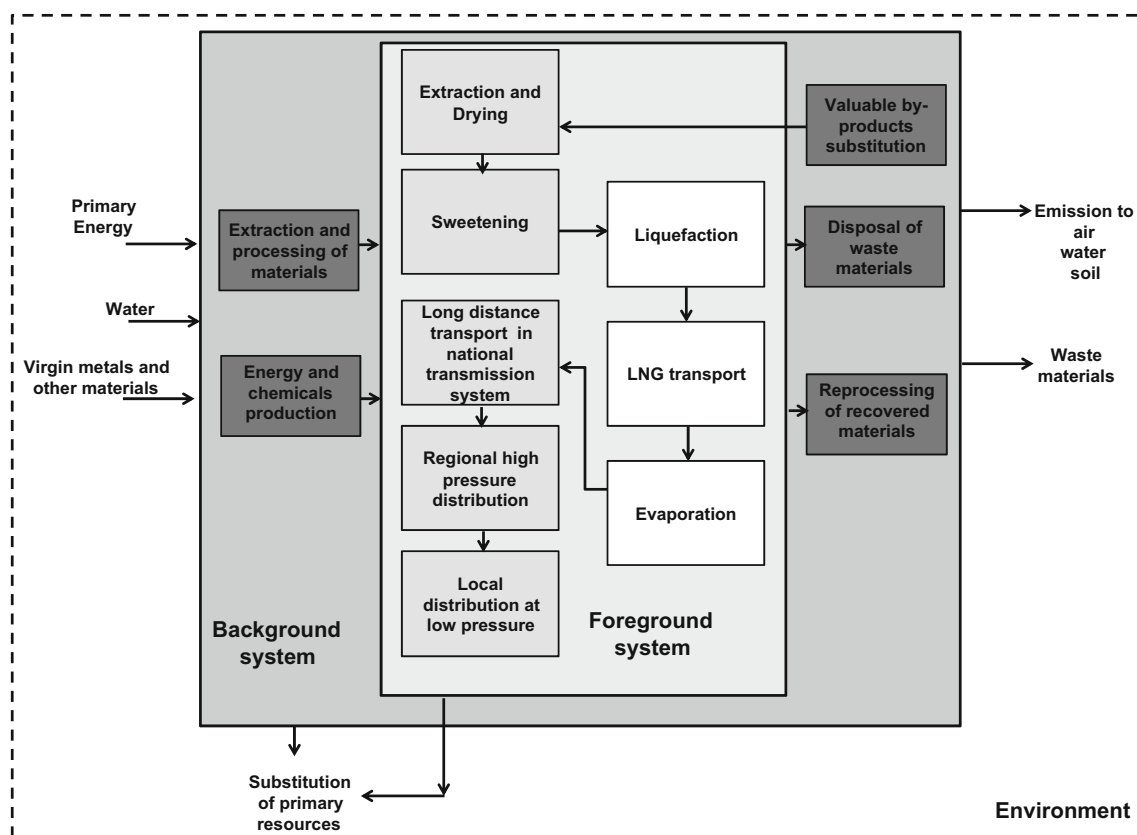 Primary
Energy
Water
Virgin metals and
other materials
Extraction and
processing of
materials
Energy and
chemicals
production
Background
system
Extraction and
Drying
Sweetening
Long distance
transport in
national
transmission
system
Regional high
pressure
distribution
Local
distribution at
low pressure
Liquefaction
LNG transport
Evaporation
Foreground
system
Valuable by-
products
substitution
Disposal of
waste
materials
Reprocessing
of recovered
materials
Emission to
air
water
soil
Waste
materials
Substitution
of primary
resources
Environment